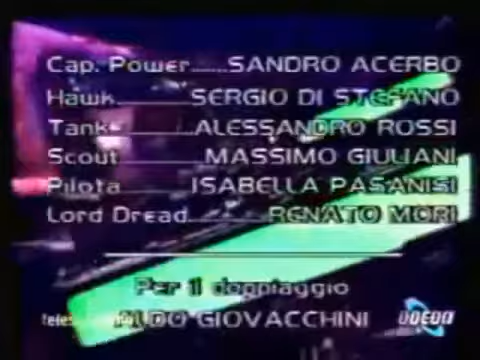 Cap. Power......SANDRO ACERBO
Hawk..........SERGIO DI STEFANO
Tank............ALESSANDRO ROSSI
Scout...........MASSIMO GIULIANI
Pilota..........ISABELLA PASANISI
Lord Dread..........RENATO MORI
Per il doppiaggio
ALDO GIOVACCHINI
ODEON